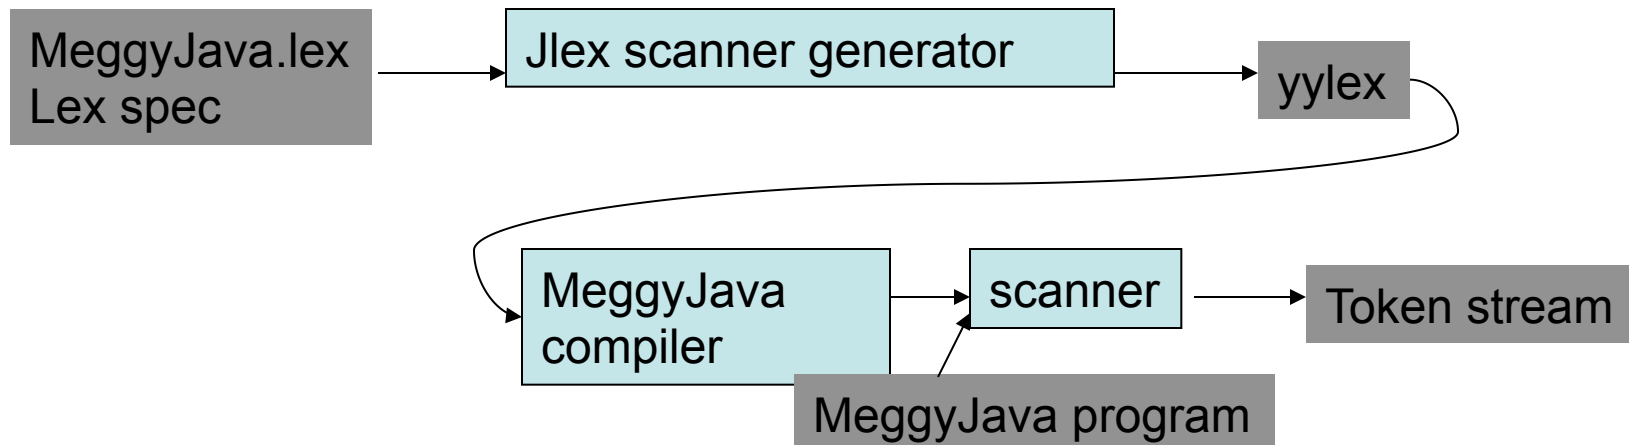 MeggyJava.lex
Lex spec
Jlex scanner generator
yylex
MeggyJava
compiler
scanner
Token stream
MeggyJava program